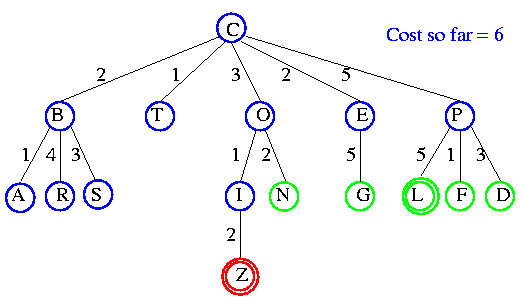 C
Cost so far = 6
2 1 3 2 5
B T O E P
1 4 3 1 2 5 5 1 3
A R S I N G L F D
2
Z